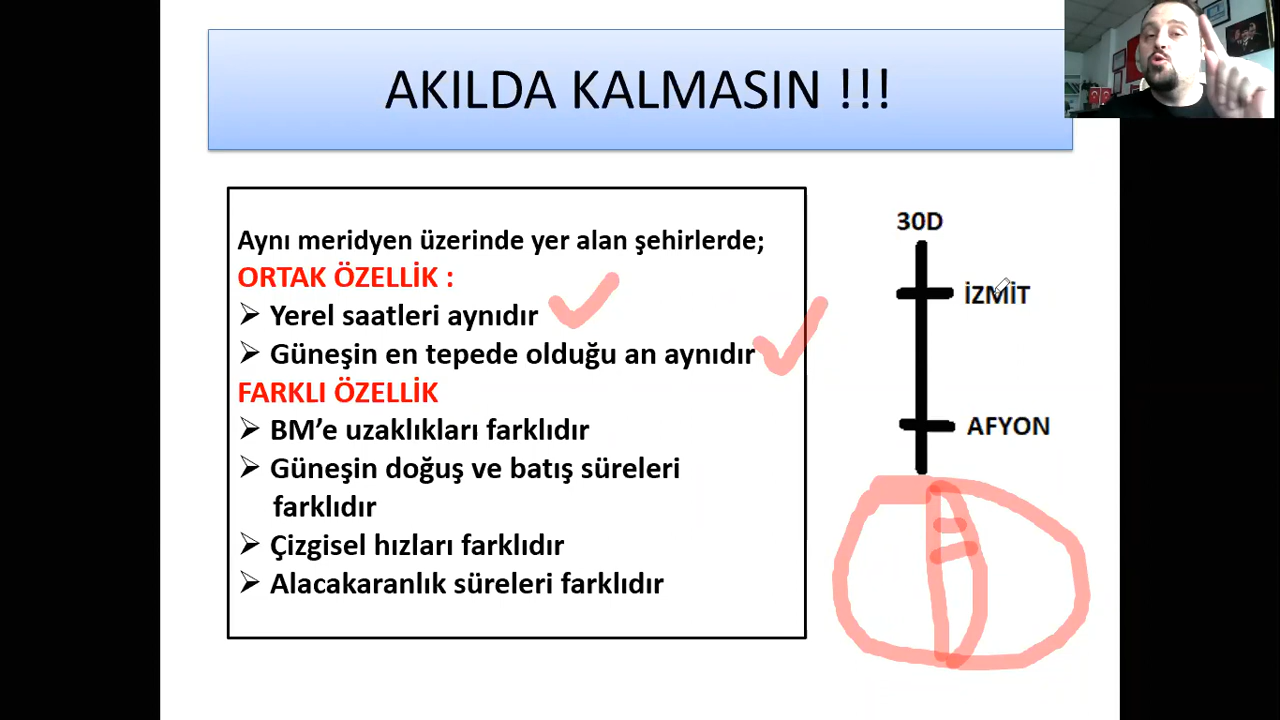 AKILDA KALMASIN !!!
Aynı meridyen üzerinde yer alan şehirlerde;
ORTAK ÖZELLİK :
➢ Yerel saatleri aynıdır
➢ Güneşin en tepede olduğu an aynıdır
FARKLI ÖZELLİK
➢ BM’e uzaklıkları farklıdır
➢ Güneşin doğuş ve batış süreleri
farklıdır
➢ Çizgisel hızları farklıdır
➢ Alacakaranlık süreleri farklıdır
30D
İZMİT
AFYON